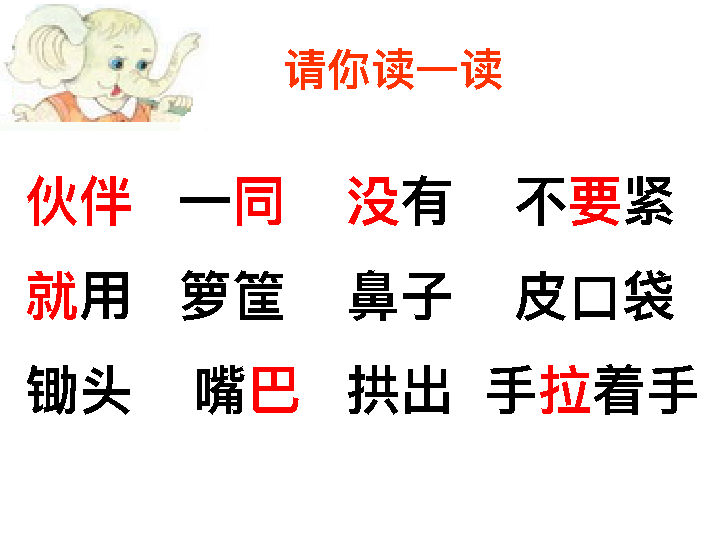 请你读一读
伙伴 一同 没有 不要紧
就用 箩筐 鼻子 皮口袋
锄头 嘴巴 拱出 手拉着手